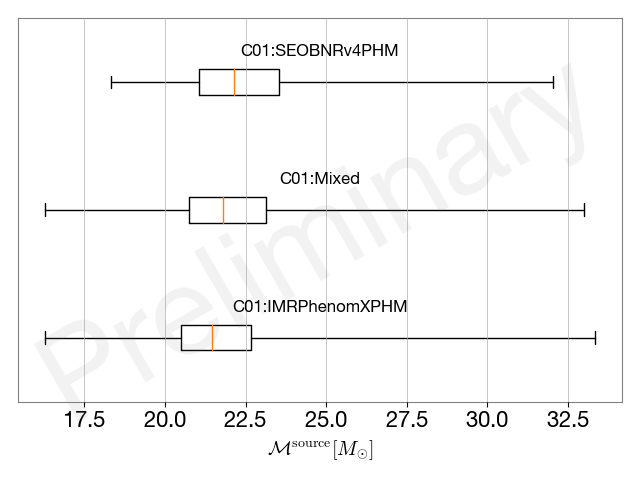 C01:SEOBNRv4PHM
C01:Mixed
C01:IMRPhenomXPHM
Preliminary
17.5 20.0 22.5 25.0 27.5 30.0 32.5
ℳ^source [M_⊙]